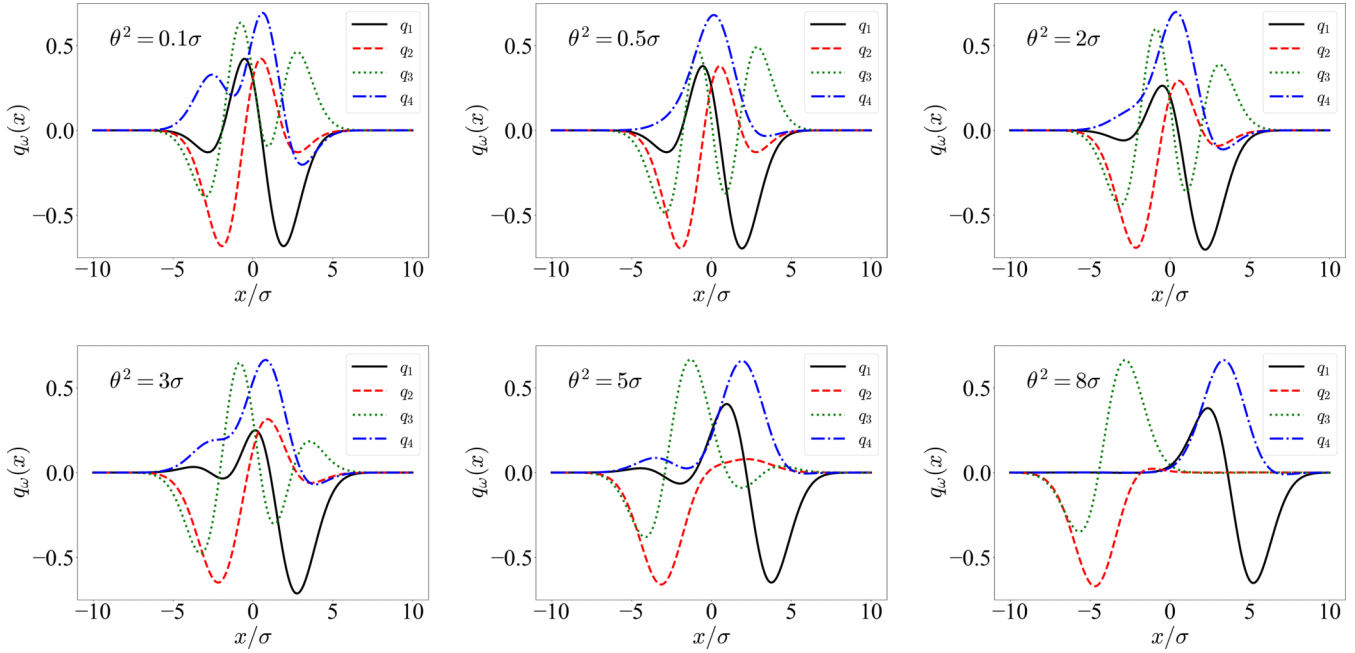 θ² = 0.1σ
q₁
q₂
q₃
q₄
q_ω(x)
0.5
0.0
−0.5
−10 −5 0 5 10
x/σ
θ² = 0.5σ
q₁
q₂
q₃
q₄
q_ω(x)
0.5
0.0
−0.5
−10 −5 0 5 10
x/σ
θ² = 2σ
q₁
q₂
q₃
q₄
q_ω(x)
0.5
0.0
−0.5
−10 −5 0 5 10
x/σ
θ² = 3σ
q₁
q₂
q₃
q₄
q_ω(x)
0.5
0.0
−0.5
−10 −5 0 5 10
x/σ
θ² = 5σ
q₁
q₂
q₃
q₄
q_ω(x)
0.5
0.0
−0.5
−10 −5 0 5 10
x/σ
θ² = 8σ
q₁
q₂
q₃
q₄
q_ω(x)
0.5
0.0
−0.5
−10 −5 0 5 10
x/σ